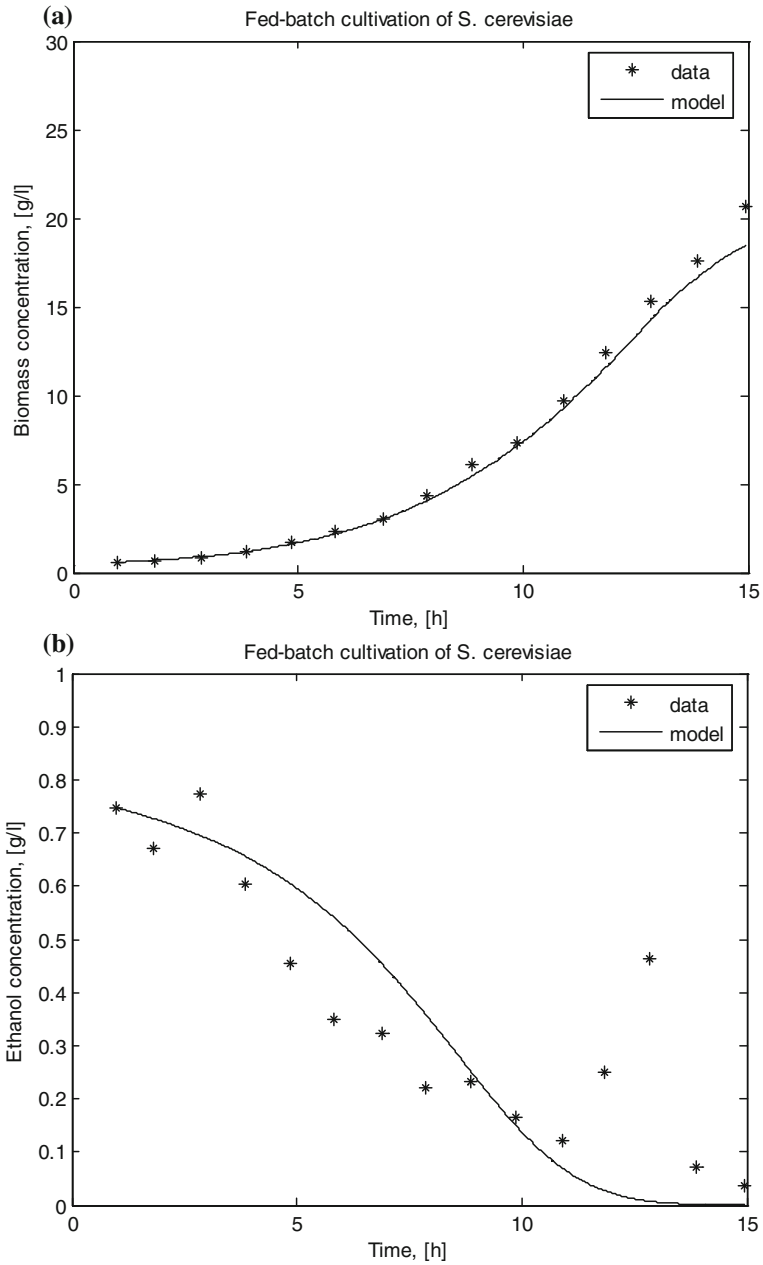 (a)
Fed-batch cultivation of S. cerevisiae
data
model
30
25
20
15
10
5
0
Biomass concentration, [g/l]
0 5 10 15
Time, [h]
(b)
Fed-batch cultivation of S. cerevisiae
data
model
1
0.9
0.8
0.7
0.6
0.5
0.4
0.3
0.2
0.1
0
Ethanol concentration, [g/l]
0 5 10 15
Time, [h]